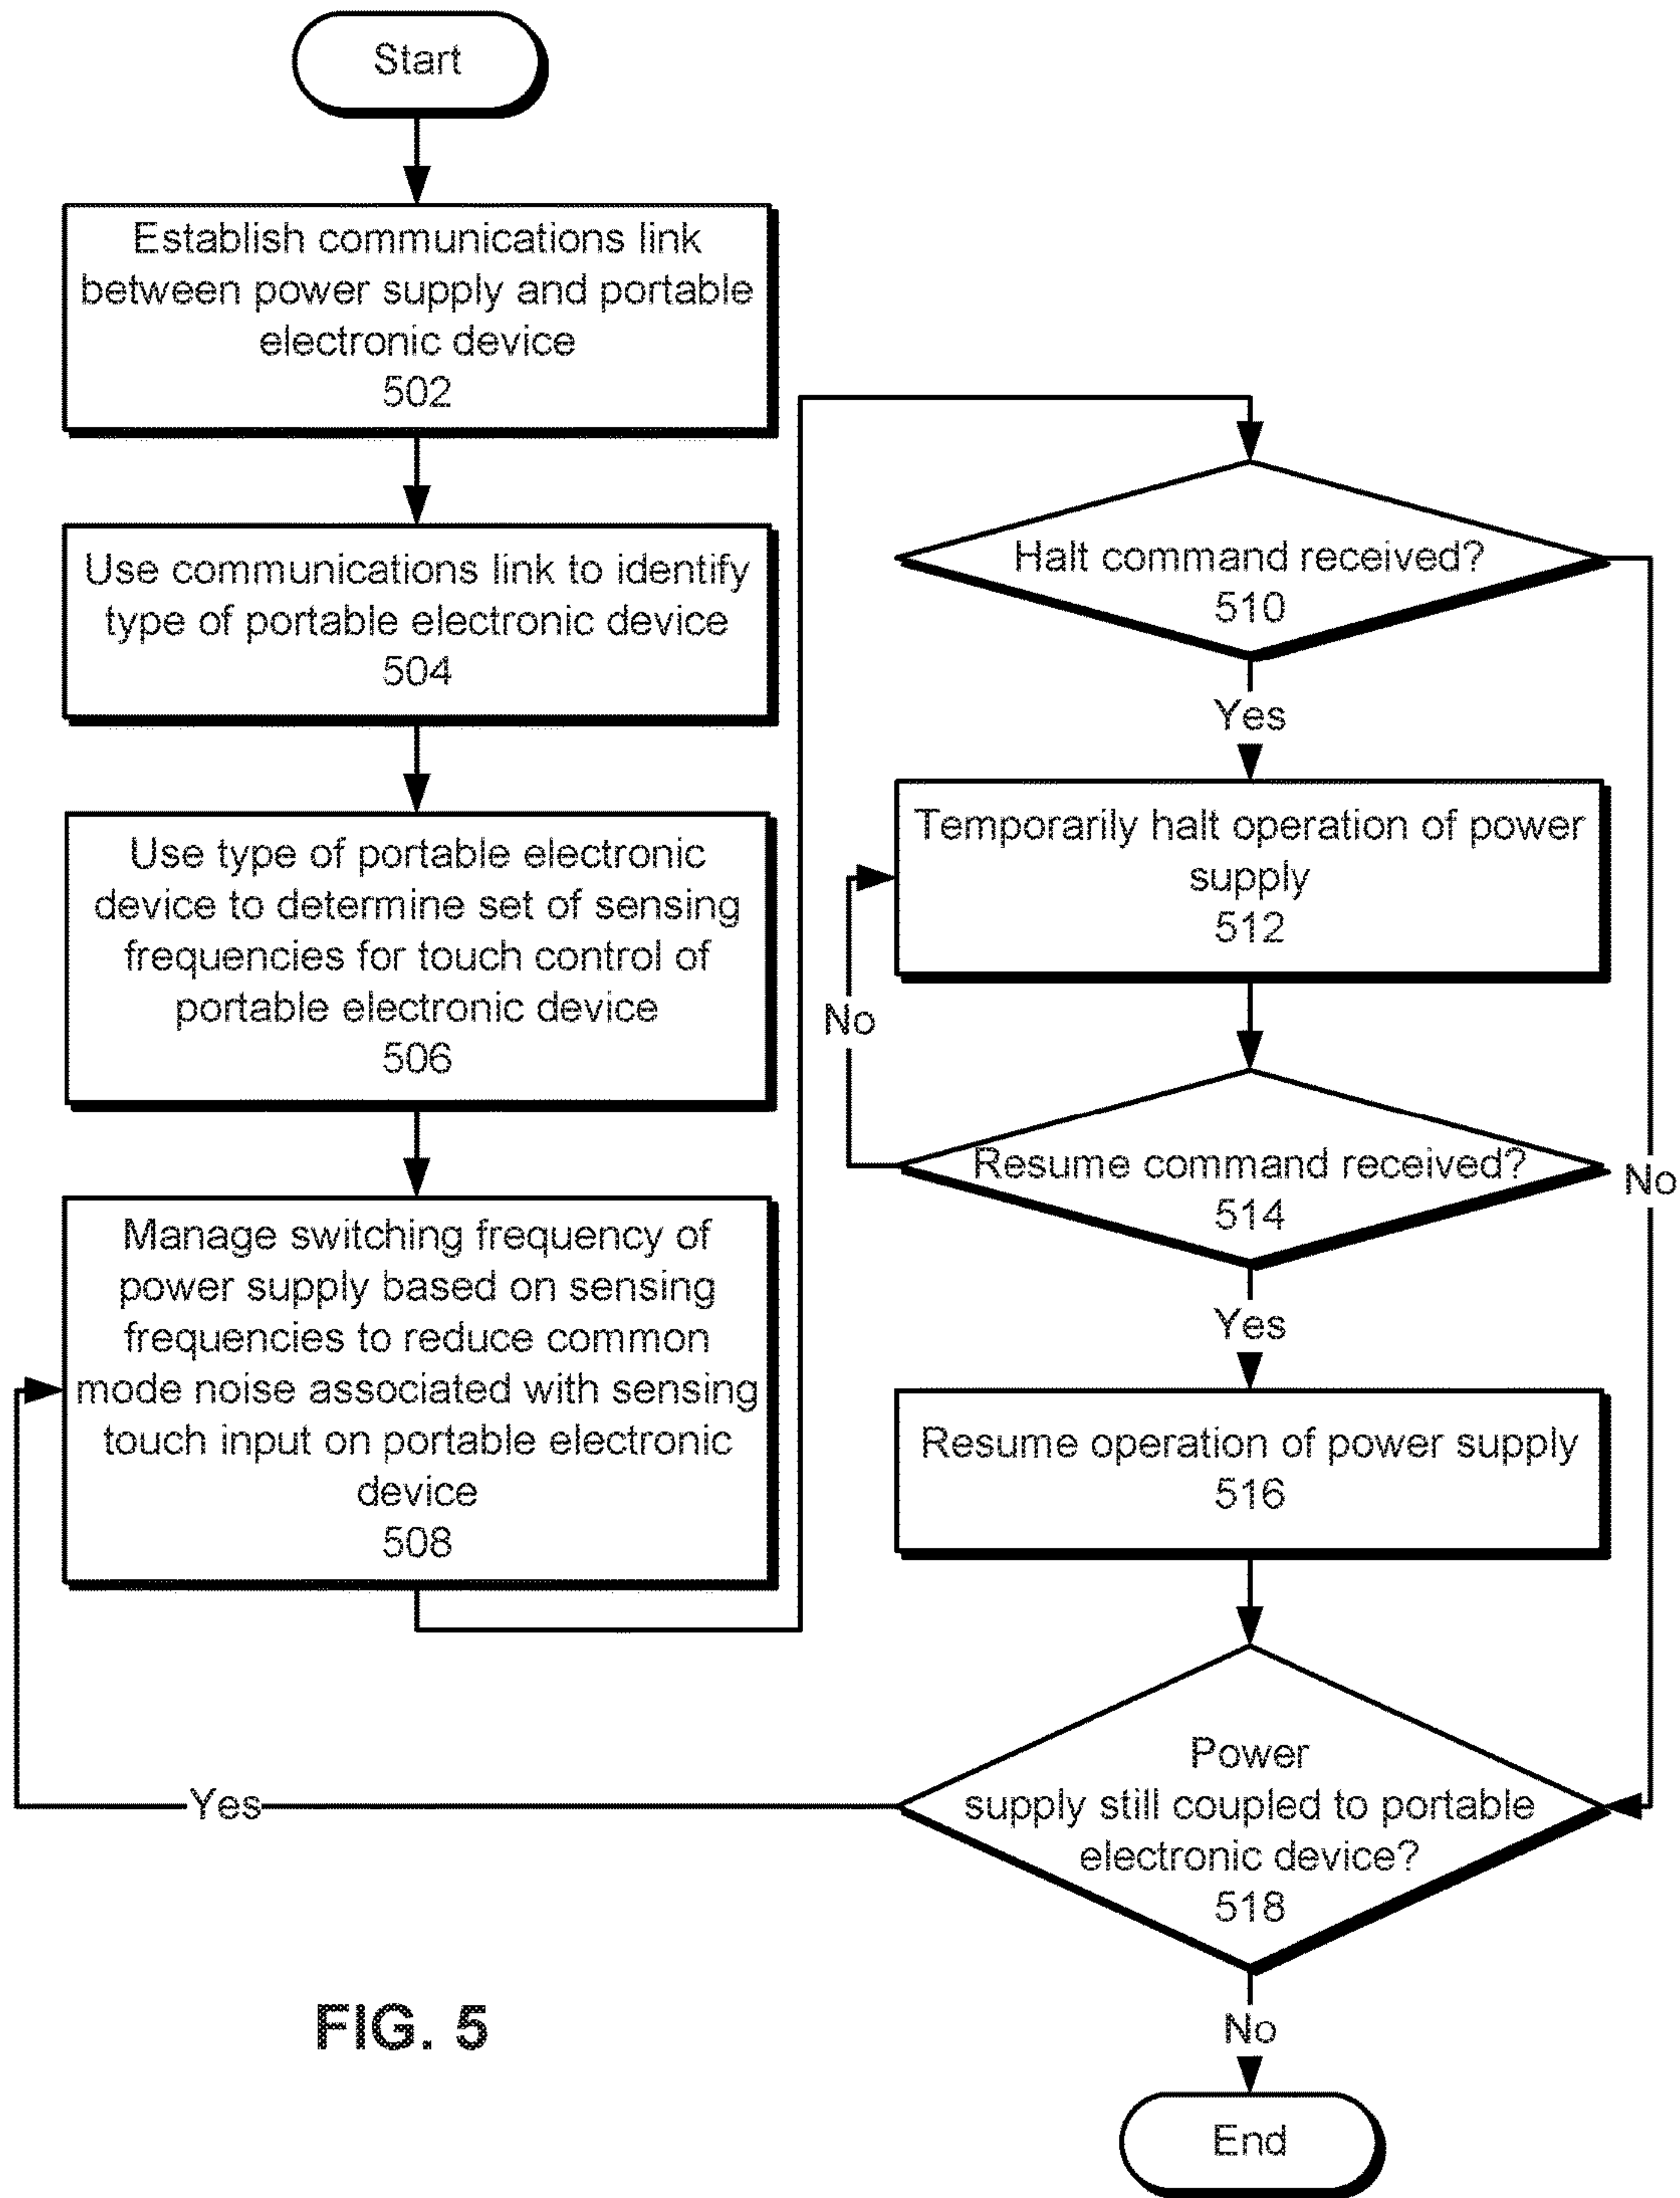 Start
Establish communications link
between power supply and portable
electronic device
502
Use communications link to identify
type of portable electronic device
504
Use type of portable electronic
device to determine set of sensing
frequencies for touch control of
portable electronic device
506
Manage switching frequency of
power supply based on sensing
frequencies to reduce common
mode noise associated with sensing
touch input on portable electronic
device
508
Halt command received?
510
Yes
No
Temporarily halt operation of power
supply
512
Resume command received?
514
No
Yes
Resume operation of power supply
516
Power
supply still coupled to portable
electronic device?
518
Yes
No
End
FIG. 5